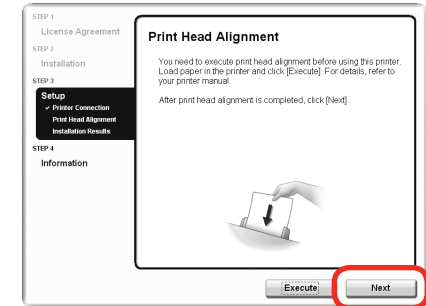 STEP 1
License Agreement
STEP 2
Installation
STEP 3
Setup
✓ Printer Connection
Print Head Alignment
Installation Results
STEP 4
Information
Print Head Alignment
You need to execute print head alignment before using this printer.
Load paper in the printer and click [Execute]. For details, refer to
your printer manual.
After print head alignment is completed, click [Next].
Execute
Next